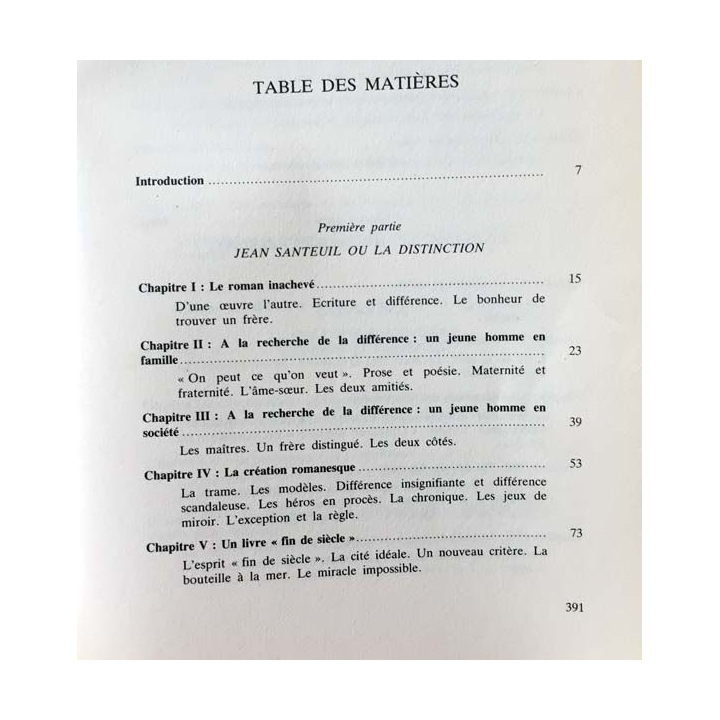 TABLE DES MATIÈRES
Introduction ................................................................ 7
Première partie
JEAN SANTEUIL OU LA DISTINCTION
Chapitre I : Le roman inachevé ................................................ 15
D'une œuvre l'autre. Ecriture et différence. Le bonheur de
trouver un frère.
Chapitre II : A la recherche de la différence : un jeune homme en
famille ................................................................ 23
« On peut ce qu'on veut ». Prose et poésie. Maternité et
fraternité. L'âme-sœur. Les deux amitiés.
Chapitre III : A la recherche de la différence : un jeune homme en
société ................................................................ 39
Les maîtres. Un frère distingué. Les deux côtés.
Chapitre IV : La création romanesque ........................................ 53
La trame. Les modèles. Différence insignifiante et différence
scandaleuse. Les héros en procès. La chronique. Les jeux de
miroir. L'exception et la règle.
Chapitre V : Un livre « fin de siècle » ........................................ 73
L'esprit « fin de siècle ». La cité idéale. Un nouveau critère. La
bouteille à la mer. Le miracle impossible.
391